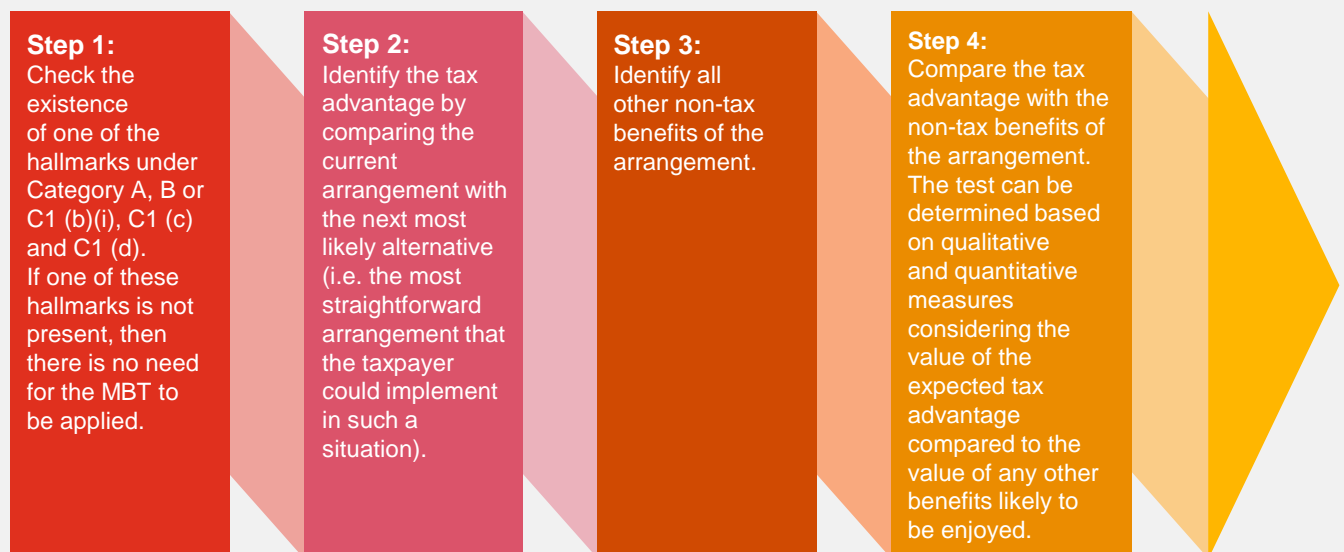 Step 1:
Check the
existence
of one of the
hallmarks under
Category A, B or
C1 (b)(i), C1 (c)
and C1 (d).
If one of these
hallmarks is not
present, then
there is no need
for the MBT to
be applied.
Step 2:
Identify the tax
advantage by
comparing the
current
arrangement with
the next most
likely alternative
(i.e. the most
straightforward
arrangement that
the taxpayer
could implement
in such a
situation).
Step 3:
Identify all
other non-tax
benefits of the
arrangement.
Step 4:
Compare the tax
advantage with the
non-tax benefits of
the arrangement.
The test can be
determined based
on qualitative
and quantitative
measures
considering the
value of the
expected tax
advantage
compared to the
value of any other
benefits likely to
be enjoyed.